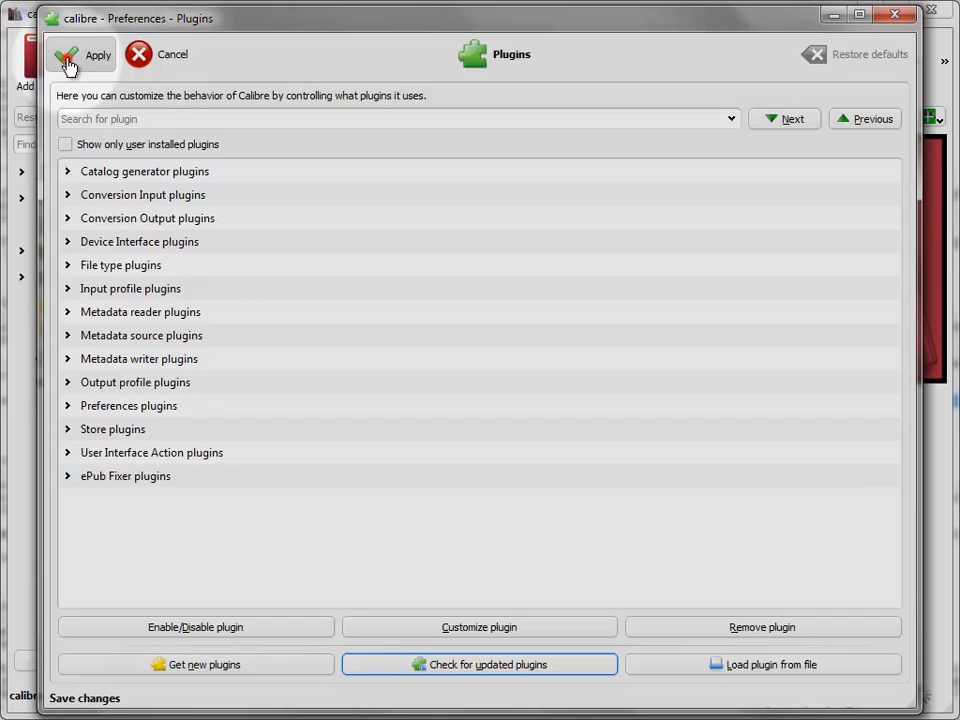 ca
calibre - Preferences - Plugins
Apply
Cancel
Plugins
Restore defaults
»
Add
Here you can customize the behavior of Calibre by controlling what plugins it uses.
Search for plugin
Next
Previous
Show only user installed plugins
Find
Catalog generator plugins
Conversion Input plugins
Conversion Output plugins
Device Interface plugins
File type plugins
Input profile plugins
Metadata reader plugins
Metadata source plugins
Metadata writer plugins
Output profile plugins
Preferences plugins
Store plugins
User Interface Action plugins
ePub Fixer plugins
Enable/Disable plugin
Customize plugin
Remove plugin
Get new plugins
Check for updated plugins
Load plugin from file
calibr
Save changes